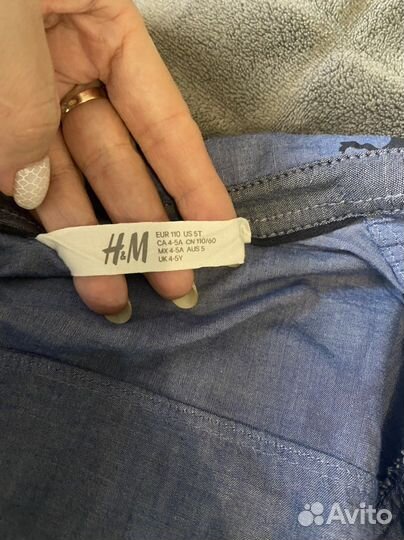 H&M
EUR 110 US 5T
CA 4-5A CN 110/60
MX 4-5A AUS 5
UK 4-5Y
Avito